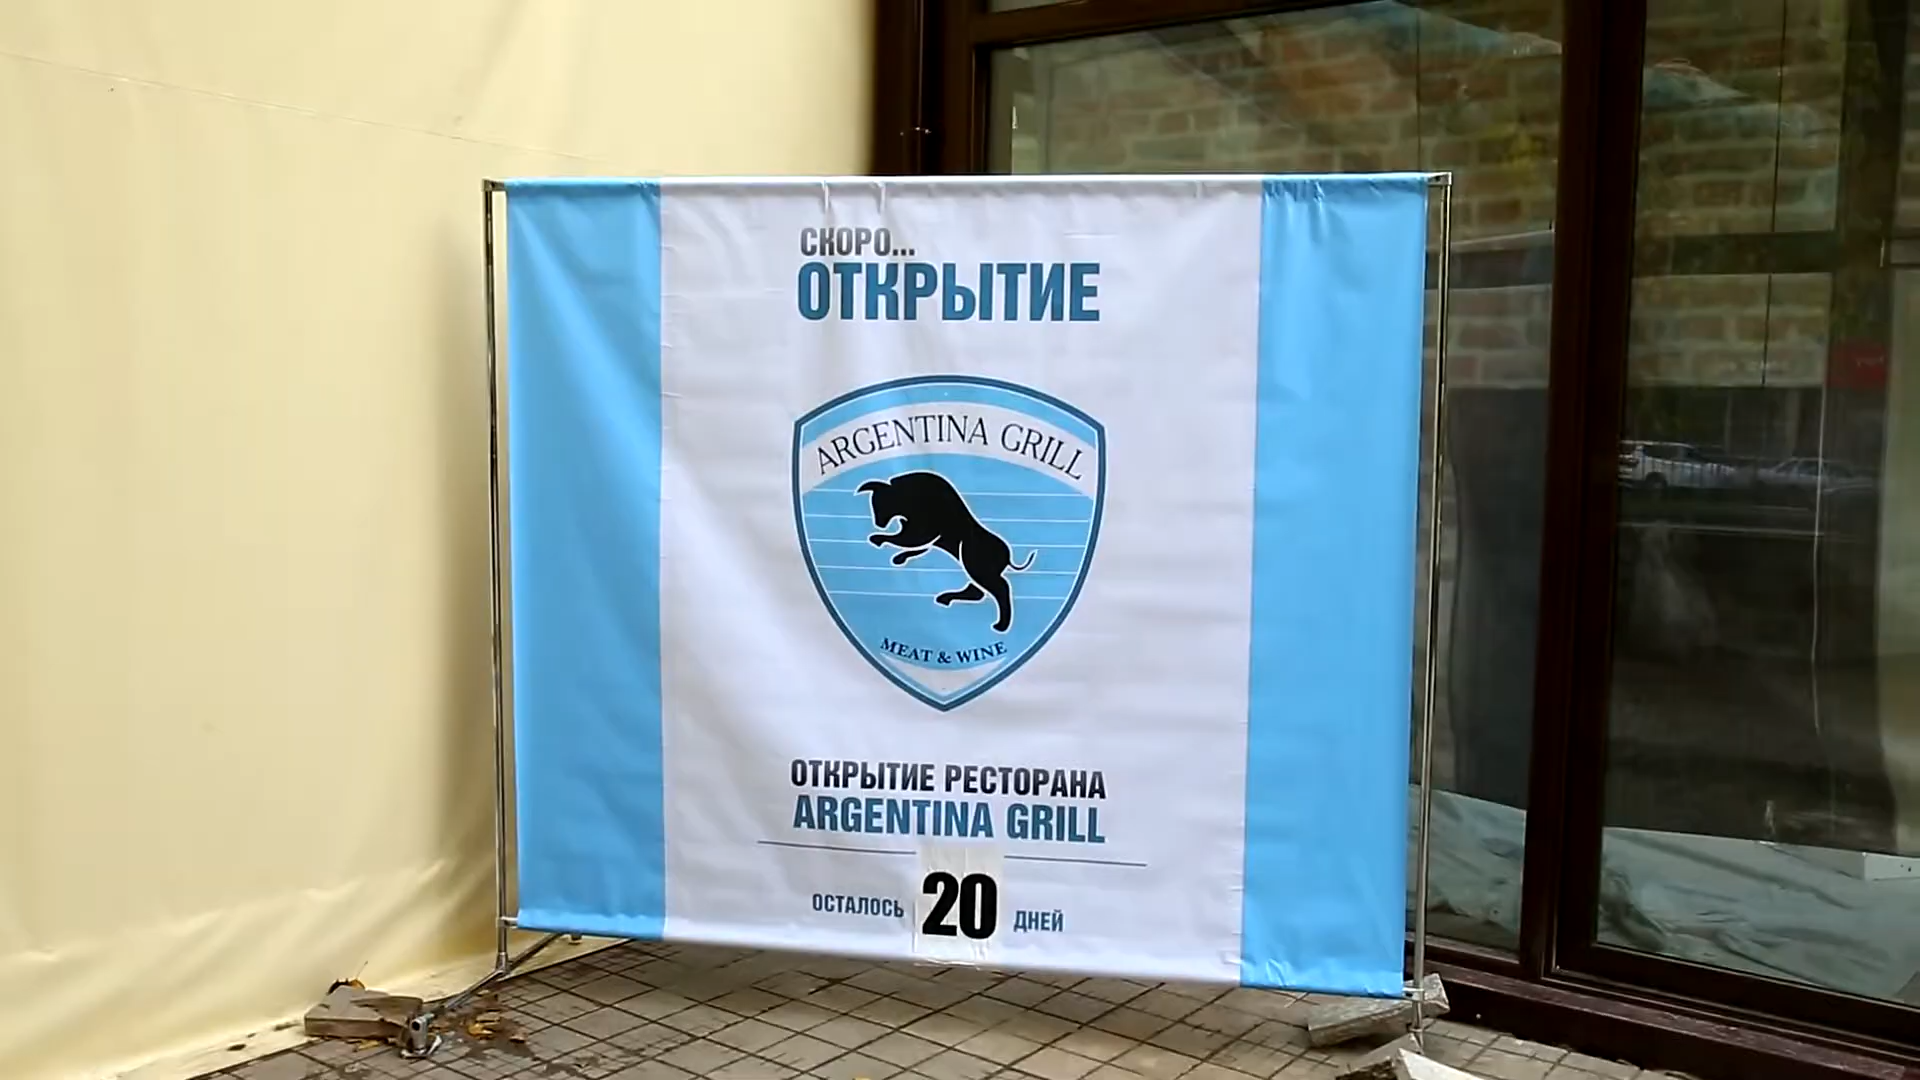 СКОРО...
ОТКРЫТИЕ
ARGENTINA GRILL
MEAT & WINE
ОТКРЫТИЕ РЕСТОРАНА
ARGENTINA GRILL
ОСТАЛОСЬ 20 ДНЕЙ